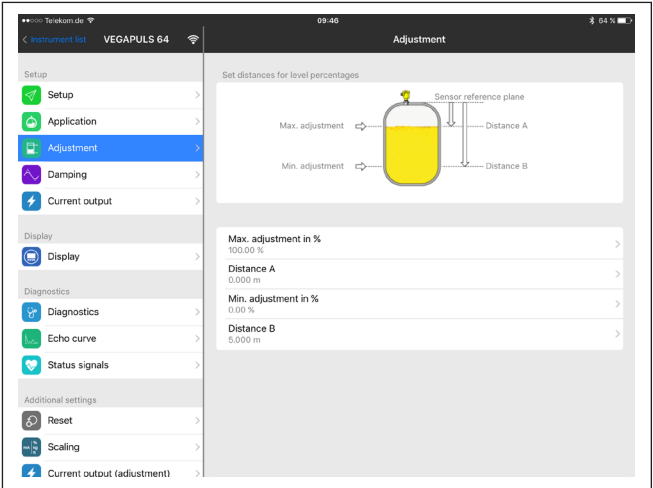 ●●○○○ Telekom.de
09:46
64 %
Instrument list
VEGAPULS 64
Adjustment
Setup
Setup
Application
Adjustment
Damping
Current output
Display
Display
Diagnostics
Diagnostics
Echo curve
Status signals
Additional settings
Reset
Scaling
Current output (adjustment)
Set distances for level percentages
Sensor reference plane
Max. adjustment
Distance A
Min. adjustment
Distance B
Max. adjustment in %
100.00 %
Distance A
0.000 m
Min. adjustment in %
0.00 %
Distance B
5.000 m